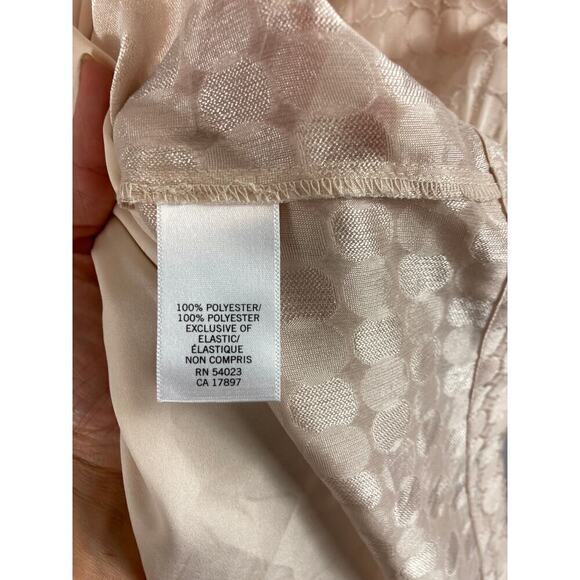 100% POLYESTER/
100% POLYESTER
EXCLUSIVE OF
ELASTIC/
ÉLASTIQUE
NON COMPRIS
RN 54023
CA 17897